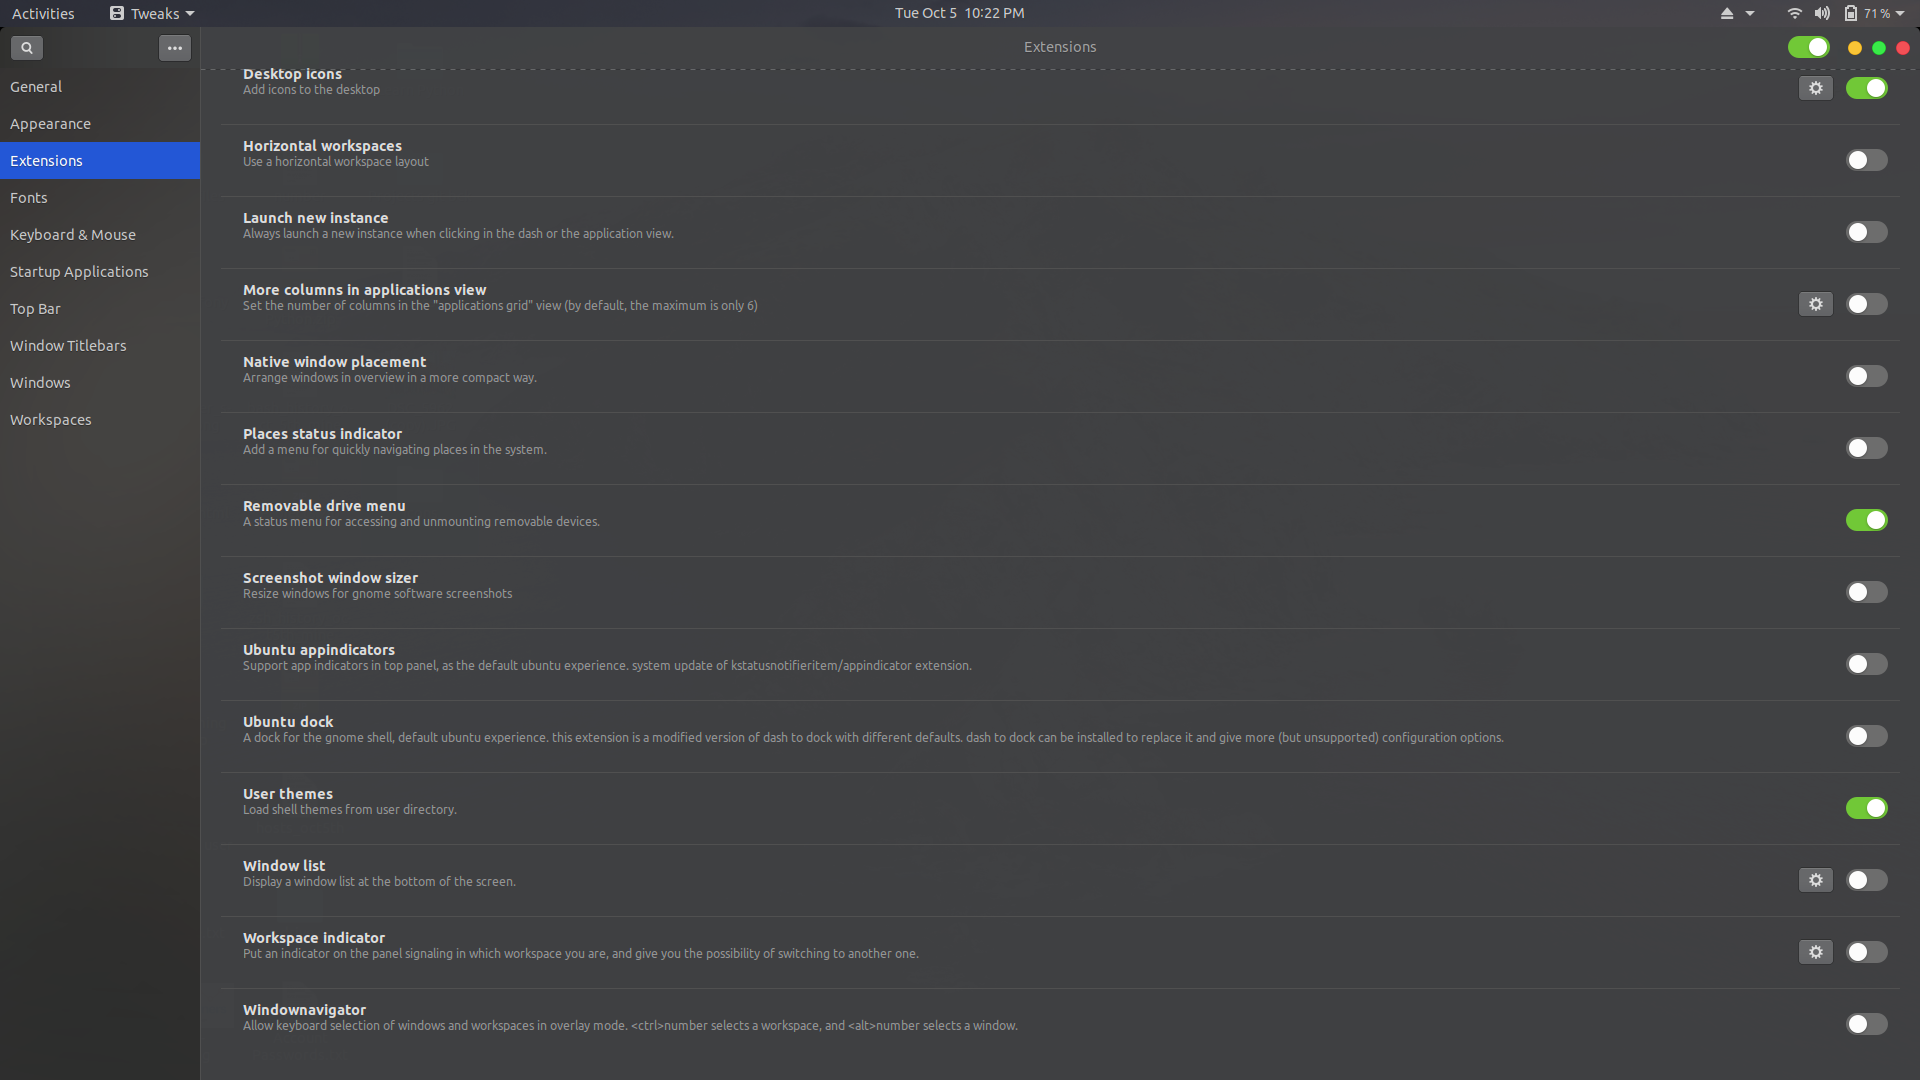 Activities Tweaks Tue Oct 5 10:22 PM 71 %
Extensions
General
Appearance
Extensions
Fonts
Keyboard & Mouse
Startup Applications
Top Bar
Window Titlebars
Windows
Workspaces
Desktop icons
Add icons to the desktop
Horizontal workspaces
Use a horizontal workspace layout
Launch new instance
Always launch a new instance when clicking in the dash or the application view.
More columns in applications view
Set the number of columns in the "applications grid" view (by default, the maximum is only 6)
Native window placement
Arrange windows in overview in a more compact way.
Places status indicator
Add a menu for quickly navigating places in the system.
Removable drive menu
A status menu for accessing and unmounting removable devices.
Screenshot window sizer
Resize windows for gnome software screenshots
Ubuntu appindicators
Support app indicators in top panel, as the default ubuntu experience. system update of kstatusnotifieritem/appindicator extension.
Ubuntu dock
A dock for the gnome shell, default ubuntu experience. this extension is a modified version of dash to dock with different defaults. dash to dock can be installed to replace it and give more (but unsupported) configuration options.
User themes
Load shell themes from user directory.
Window list
Display a window list at the bottom of the screen.
Workspace indicator
Put an indicator on the panel signaling in which workspace you are, and give you the possibility of switching to another one.
Windownavigator
Allow keyboard selection of windows and workspaces in overlay mode. <ctrl>number selects a workspace, and <alt>number selects a window.